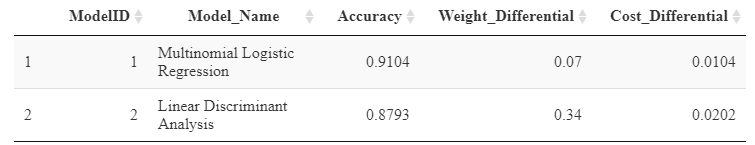 ModelID Model_Name Accuracy Weight_Differential Cost_Differential
1 1 Multinomial Logistic Regression 0.9104 0.07 0.0104
2 2 Linear Discriminant Analysis 0.8793 0.34 0.0202